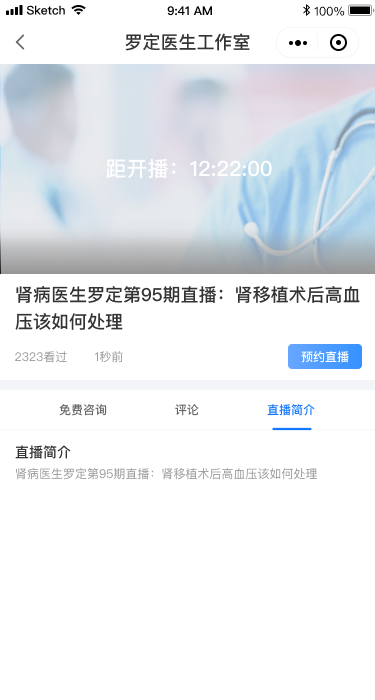 Sketch 9:41 AM 100%
罗定医生工作室
距开播：12:22:00
肾病医生罗定第95期直播：肾移植术后高血
压该如何处理
2323看过 1秒前 预约直播
免费咨询 评论 直播简介
直播简介
肾病医生罗定第95期直播：肾移植术后高血压该如何处理